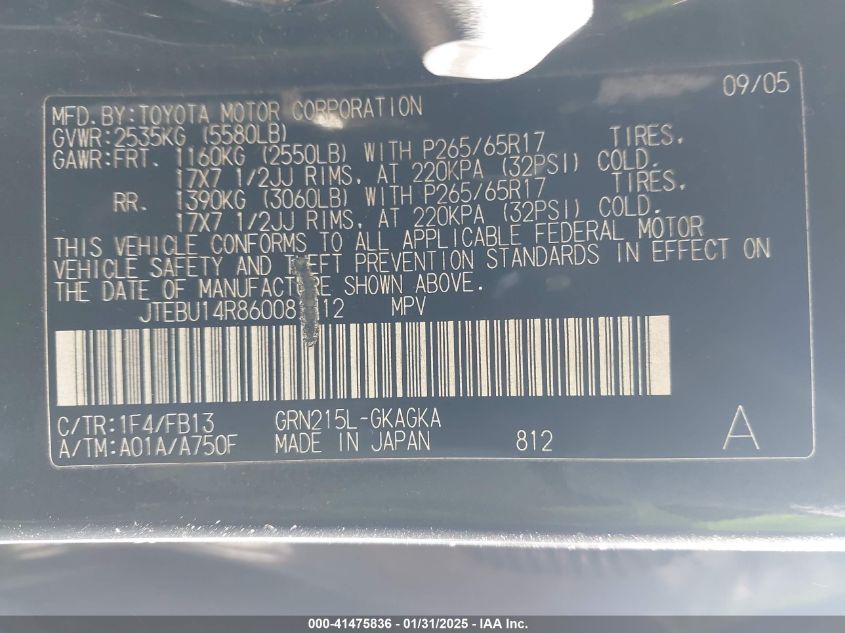 09/05
MFD.BY:TOYOTA MOTOR CORPORATION
GVWR:2535KG (5580LB)
GAWR:FRT. 1160KG (2550LB) WITH P265/65R17 TIRES,
17X7 1/2JJ RIMS, AT 220KPA (32PSI) COLD.
RR. 1390KG (3060LB) WITH P265/65R17 TIRES,
17X7 1/2JJ RIMS, AT 220KPA (32PSI) COLD.
THIS VEHICLE CONFORMS TO ALL APPLICABLE FEDERAL MOTOR
VEHICLE SAFETY AND THEFT PREVENTION STANDARDS IN EFFECT ON
THE DATE OF MANUFACTURE SHOWN ABOVE.
MPV
C/TR:1F4/FB13 GRN215L-GKAGKA
A/TM:A01A/A750F MADE IN JAPAN 812 A
000-41475836 - 01/31/2025 - IAA Inc.